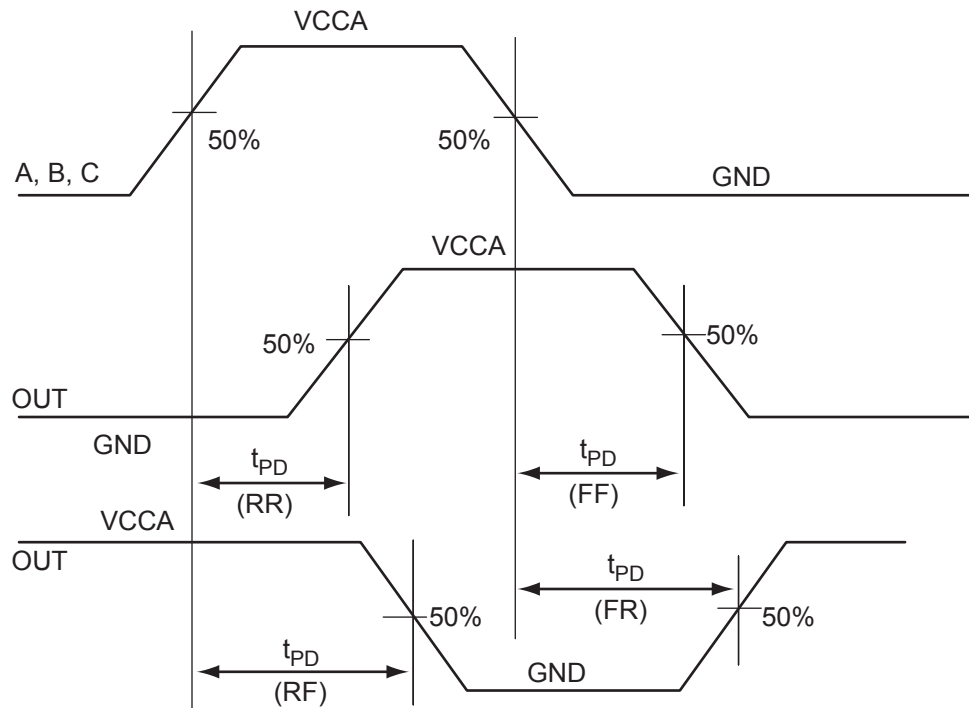 VCCA
50%
50%
A, B, C
GND
VCCA
50%
50%
OUT
GND
tPD
(RR)
tPD
(FF)
VCCA
OUT
tPD
(FR)
50%
50%
tPD
(RF)
GND